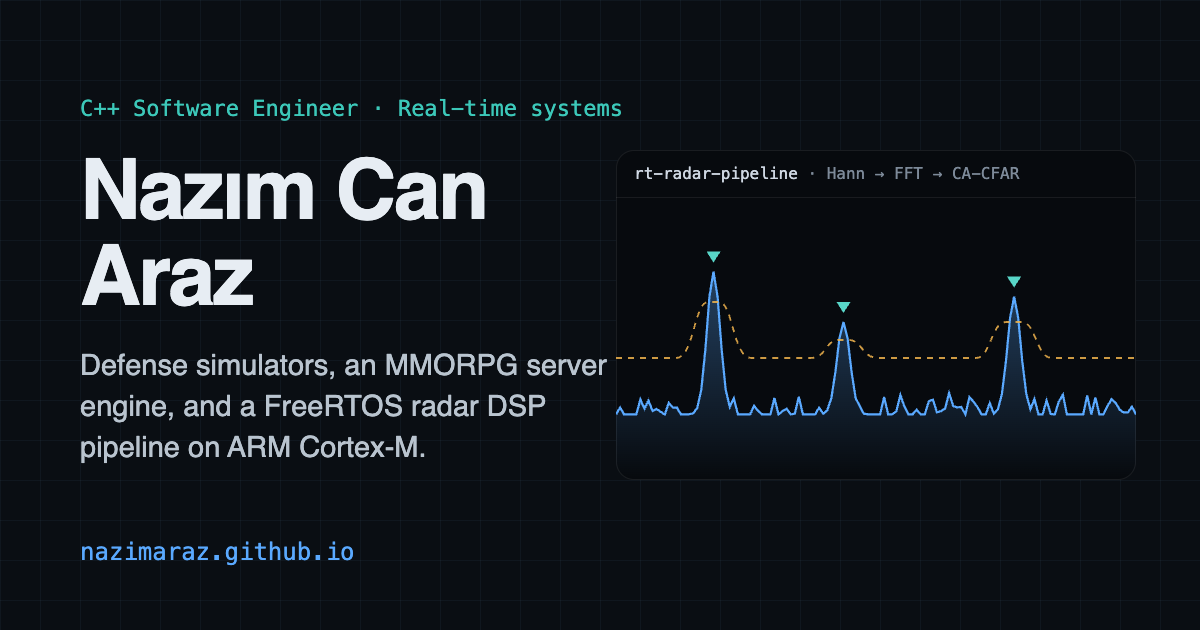 C++ Software Engineer · Real-time systems
Nazım Can
Araz
Defense simulators, an MMORPG server
engine, and a FreeRTOS radar DSP
pipeline on ARM Cortex-M.
nazimaraz.github.io
rt-radar-pipeline · Hann → FFT → CA-CFAR